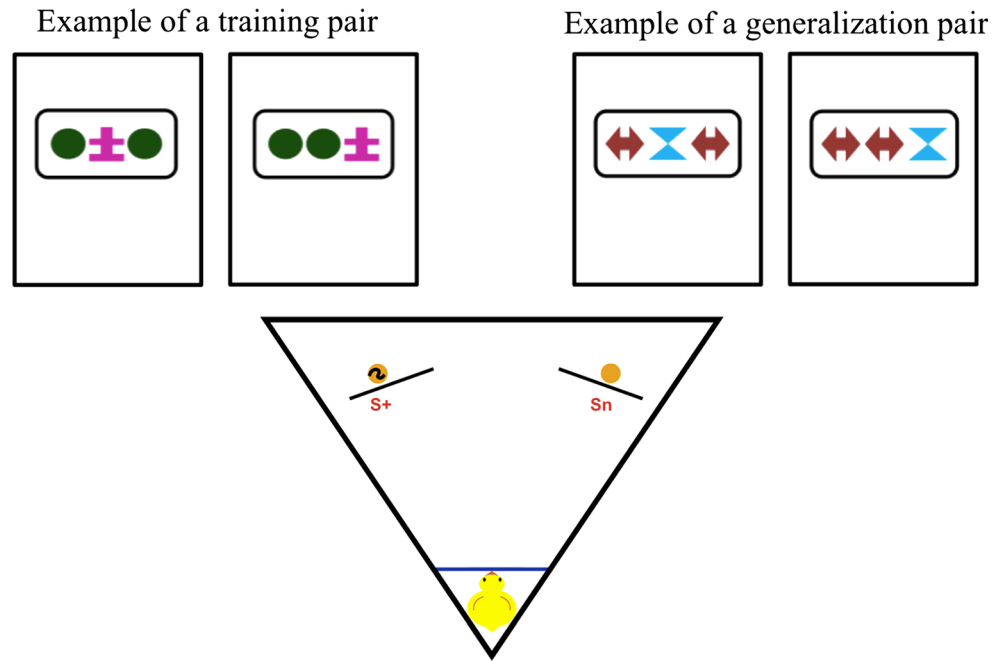 Example of a training pair
Example of a generalization pair
S+
Sn